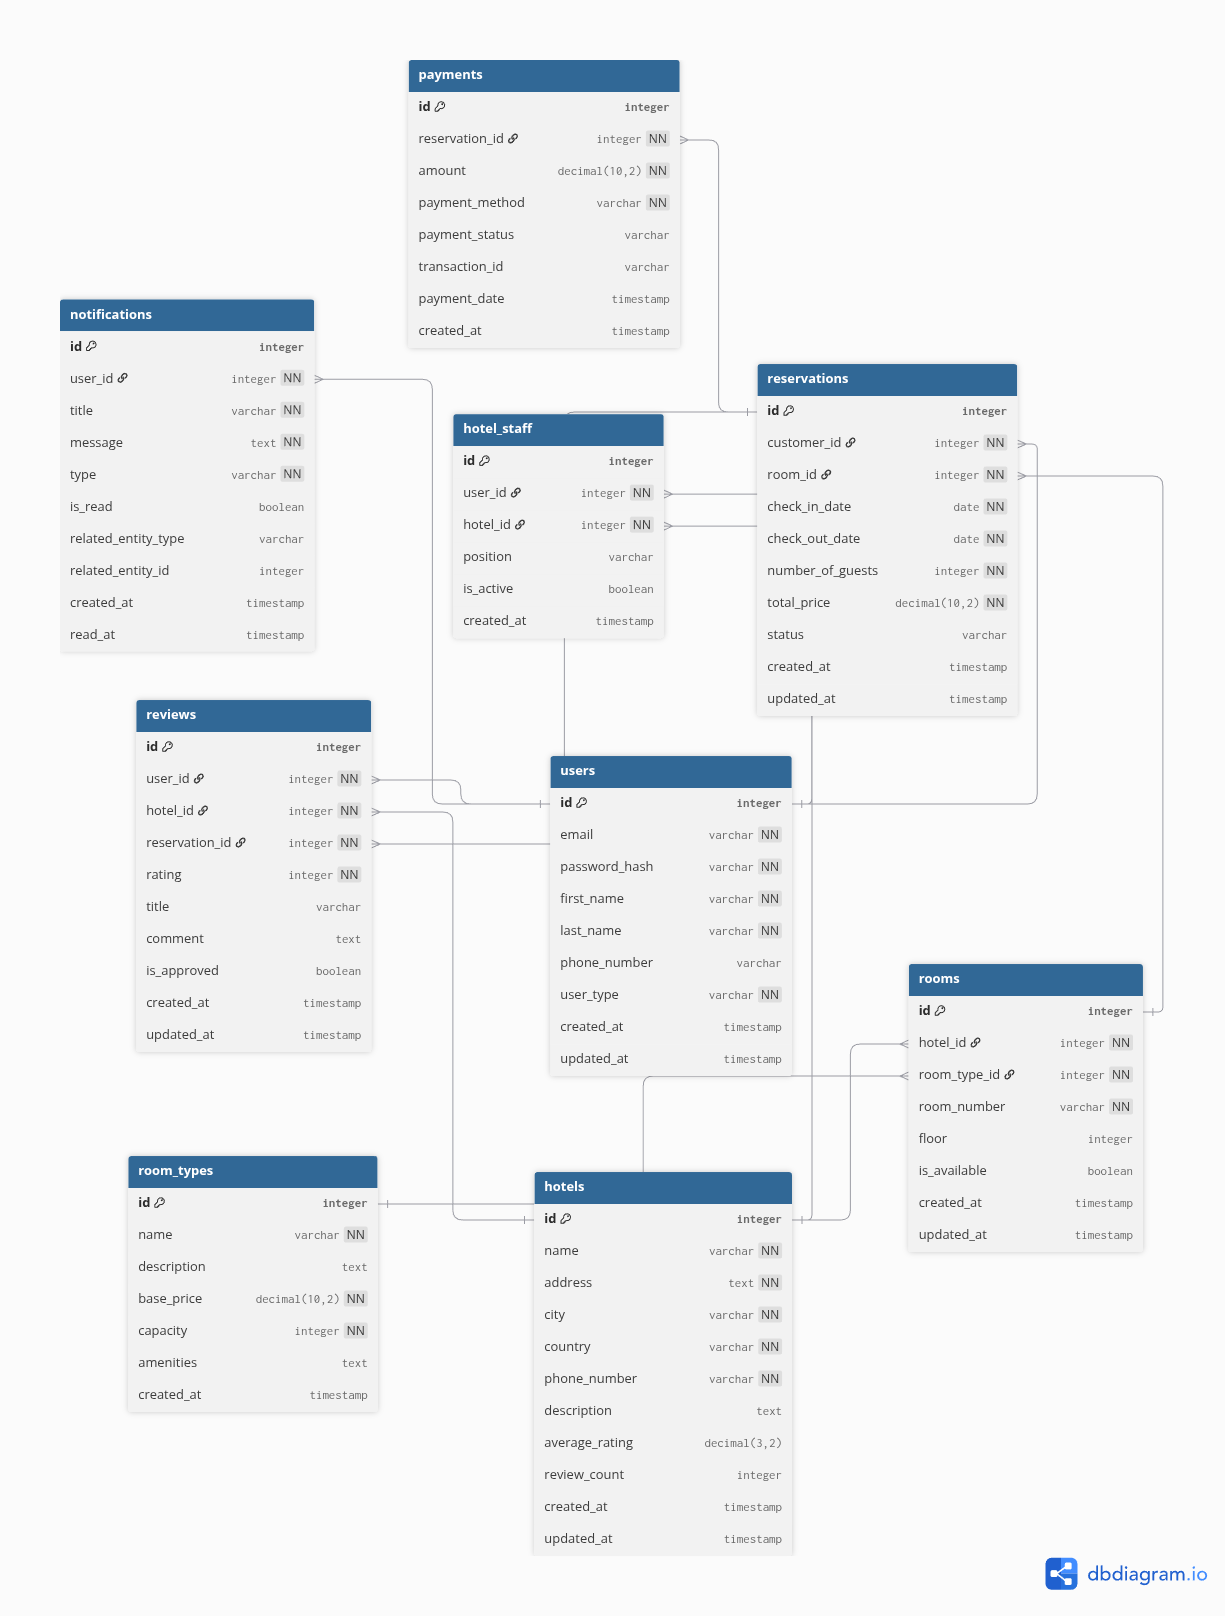 payments
id integer
reservation_id integer NN
amount decimal(10,2) NN
payment_method varchar NN
payment_status varchar
transaction_id varchar
payment_date timestamp
created_at timestamp
notifications
id integer
user_id integer NN
title varchar NN
message text NN
type varchar NN
is_read boolean
related_entity_type varchar
related_entity_id integer
created_at timestamp
read_at timestamp
reservations
id integer
customer_id integer NN
room_id integer NN
check_in_date date NN
check_out_date date NN
number_of_guests integer NN
total_price decimal(10,2) NN
status varchar
created_at timestamp
updated_at timestamp
hotel_staff
id integer
user_id integer NN
hotel_id integer NN
position varchar
is_active boolean
created_at timestamp
reviews
id integer
user_id integer NN
hotel_id integer NN
reservation_id integer NN
rating integer NN
title varchar
comment text
is_approved boolean
created_at timestamp
updated_at timestamp
users
id integer
email varchar NN
password_hash varchar NN
first_name varchar NN
last_name varchar NN
phone_number varchar
user_type varchar NN
created_at timestamp
updated_at timestamp
rooms
id integer
hotel_id integer NN
room_type_id integer NN
room_number varchar NN
floor integer
is_available boolean
created_at timestamp
updated_at timestamp
room_types
id integer
name varchar NN
description text
base_price decimal(10,2) NN
capacity integer NN
amenities text
created_at timestamp
hotels
id integer
name varchar NN
address text NN
city varchar NN
country varchar NN
phone_number varchar NN
description text
average_rating decimal(3,2)
review_count integer
created_at timestamp
updated_at timestamp
dbdiagram.io